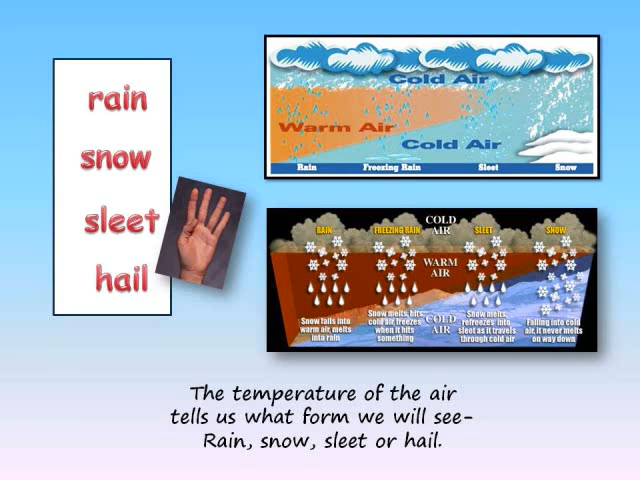 rain
snow
sleet
hail
Cold Air
Warm Air
Cold Air
Rain Freezing Rain Sleet Snow
COLD
AIR
RAIN FREEZING RAIN SLEET SNOW
WARM
AIR
COLD
AIR
Snow falls into
warm air, melts
into rain
Snow melts, hits
cold air, freezes
when it hits
something
Snow melts,
refreezes into
sleet as it travels
through cold air
Falling into cold
air, it never melts
on way down
The temperature of the air
tells us what form we will see-
Rain, snow, sleet or hail.